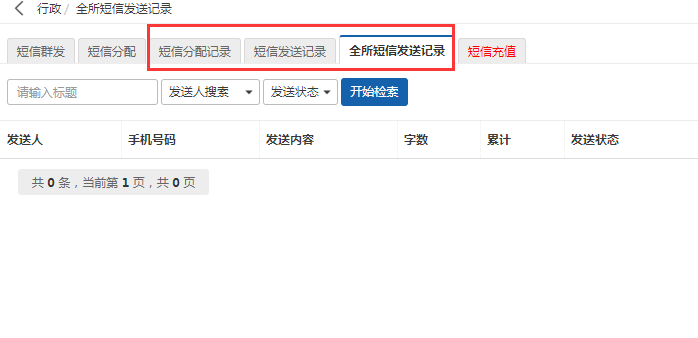 行政 / 全所短信发送记录
短信群发 短信分配 短信分配记录 短信发送记录 全所短信发送记录 短信充值
请输入标题 发送人搜索 发送状态 开始检索
发送人 手机号码 发送内容 字数 累计 发送状态
共 0 条，当前第 1 页，共 0 页